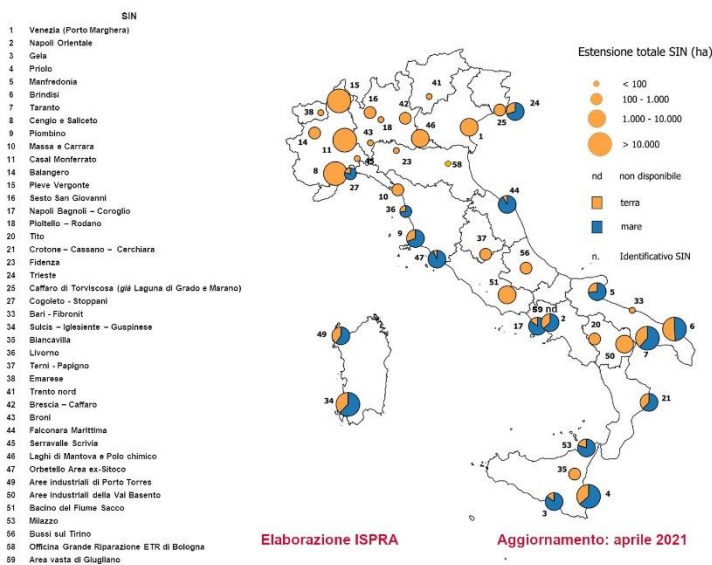 SIN
1 Venezia (Porto Marghera)
2 Napoli Orientale
3 Gela
4 Priolo
5 Manfredonia
6 Brindisi
7 Taranto
8 Cengio e Saliceto
9 Piombino
10 Massa e Carrara
11 Casal Monferrato
14 Balangero
15 Pieve Vergonte
16 Sesto San Giovanni
17 Napoli Bagnoli – Coroglio
18 Pioltello – Rodano
20 Tito
21 Crotone – Cassano – Cerchiara
23 Fidenza
24 Trieste
25 Caffaro di Torviscosa (già Laguna di Grado e Marano)
27 Cogoleto - Stoppani
33 Bari - Fibronit
34 Sulcis – Iglesiente – Guspinese
35 Biancavilla
36 Livorno
37 Terni - Papigno
38 Emarese
41 Trento nord
42 Brescia – Caffaro
43 Broni
44 Falconara Marittima
45 Serravalle Scrivia
46 Laghi di Mantova e Polo chimico
47 Orbetello Area ex-Sitoco
49 Aree industriali di Porto Torres
50 Aree industriali della Val Basento
51 Bacino del Fiume Sacco
53 Milazzo
56 Bussi sul Tirino
58 Officina Grande Riparazione ETR di Bologna
59 Area vasta di Giugliano
15
41
38
16
42
24
18
25
14
43
46
1
11
45
23
58
8
27
10
44
36
9
37
47
56
51
5
59 nd
33
17
2
20
6
49
50
7
34
21
53
35
3
4
Estensione totale SIN (ha)
< 100
100 - 1.000
1.000 - 10.000
> 10.000
nd non disponibile
terra
mare
n. Identificativo SIN
Elaborazione ISPRA
Aggiornamento: aprile 2021